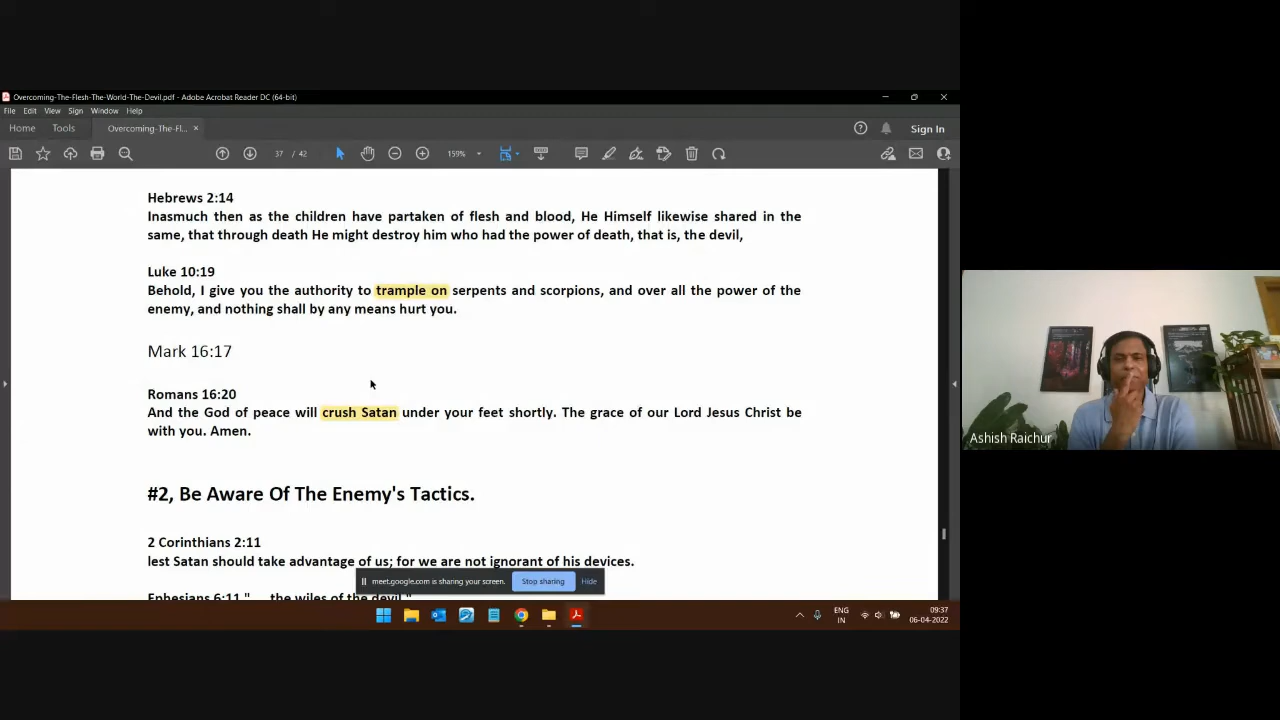 Overcoming-The-Flesh-The-World-The-Devil.pdf - Adobe Acrobat Reader DC (64-bit)
File Edit View Sign Window Help
Home Tools Overcoming-The-Fl... × Sign In
37 / 42 159%
Hebrews 2:14
Inasmuch then as the children have partaken of flesh and blood, He Himself likewise shared in the
same, that through death He might destroy him who had the power of death, that is, the devil,
Luke 10:19
Behold, I give you the authority to trample on serpents and scorpions, and over all the power of the
enemy, and nothing shall by any means hurt you.
Mark 16:17
Romans 16:20
And the God of peace will crush Satan under your feet shortly. The grace of our Lord Jesus Christ be
with you. Amen.
#2, Be Aware Of The Enemy's Tactics.
2 Corinthians 2:11
lest Satan should take advantage of us; for we are not ignorant of his devices.
meet.google.com is sharing your screen. Stop sharing Hide
Ephesians 6:11 "... the wiles of the devil."
ENG
IN
09:37
06-04-2022
Ashish Raichur